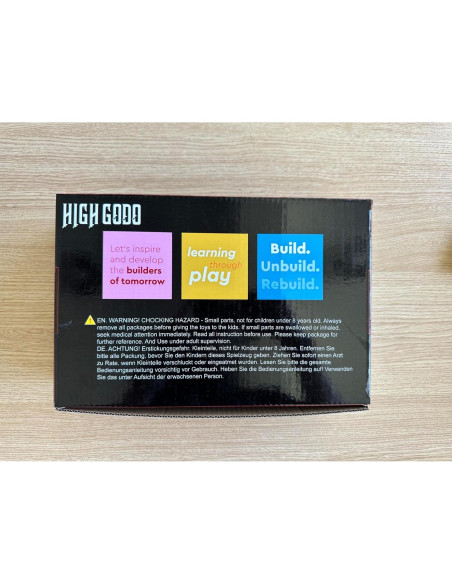 HIGH GODO
Let's inspire
and develop
the builders
of tomorrow
learning
through
play
Build.
Unbuild.
Rebuild.
EN. WARNING! CHOCKING HAZARD - Small parts, not for children under 8 years old. Always
remove all packages before giving the toys to the kids. If small parts are swallowed or inhaled,
seek medical attention immediately. Read all instruction before use. Please keep package for
further reference. And Use under adult supervision.
DE. ACHTUNG! Erstickungsgefahr. Kleinteile, nicht für Kinder unter 8 Jahren. Entfernen Sie
bitte alle Packung, bevor Sie den Kindern dieses Spielzeug geben. Ziehen Sie sofort einen Arzt
zu Rate, wenn Kleinteile verschluckt oder eingeatmet werden. Lesen Sie bitte die gesamte
Bedienungsanleitung vorsichtig vor Gebrauch. Haben Sie die Bedienungsanleitung auf! Verwenden
Sie das unter Aufsicht der erwachsenen Person.